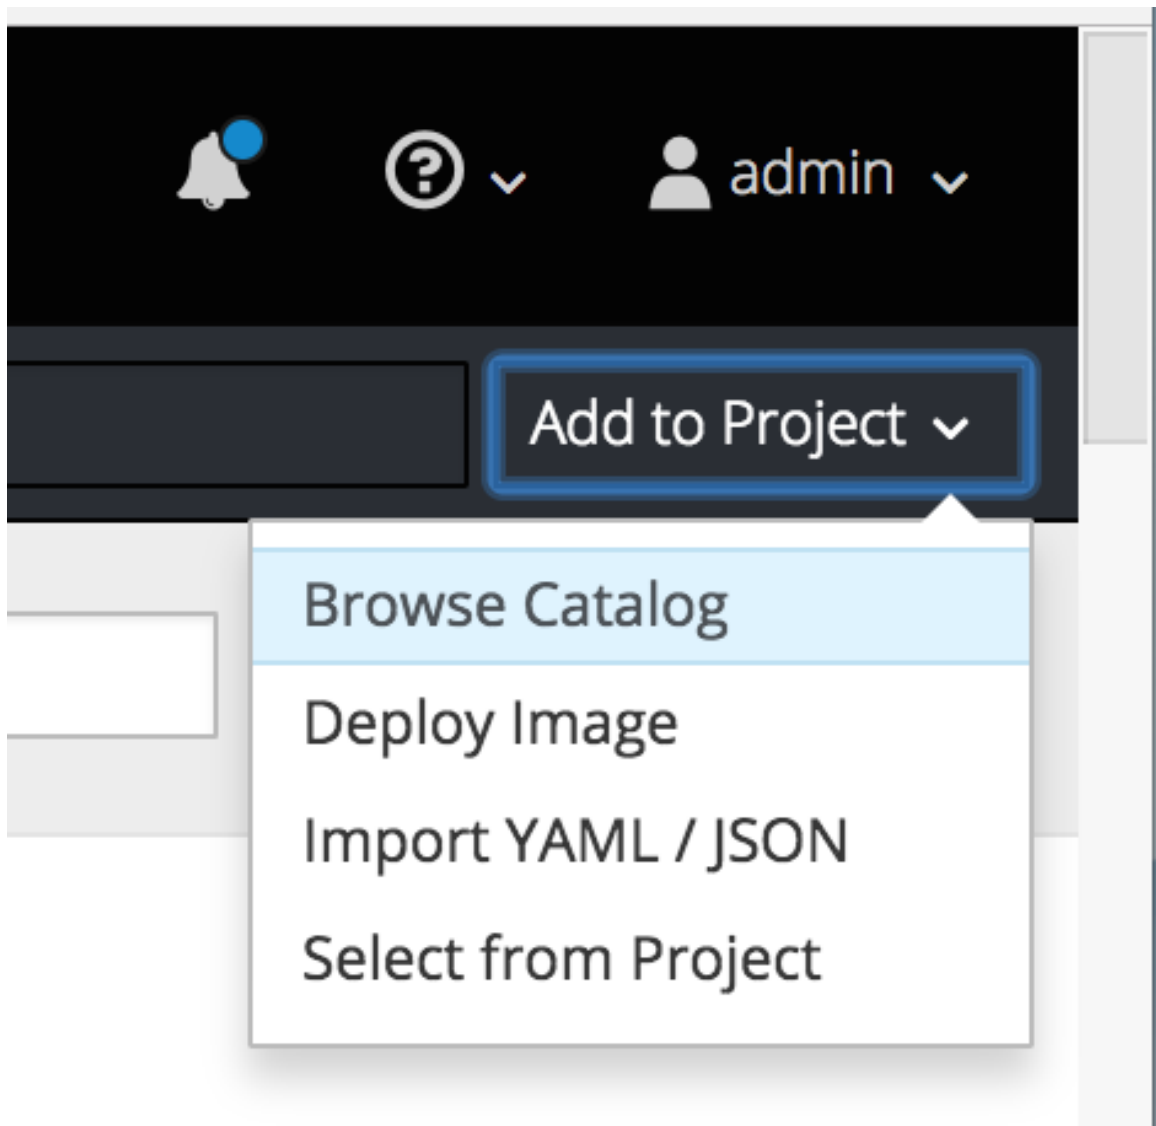 admin
Add to Project
Browse Catalog
Deploy Image
Import YAML / JSON
Select from Project